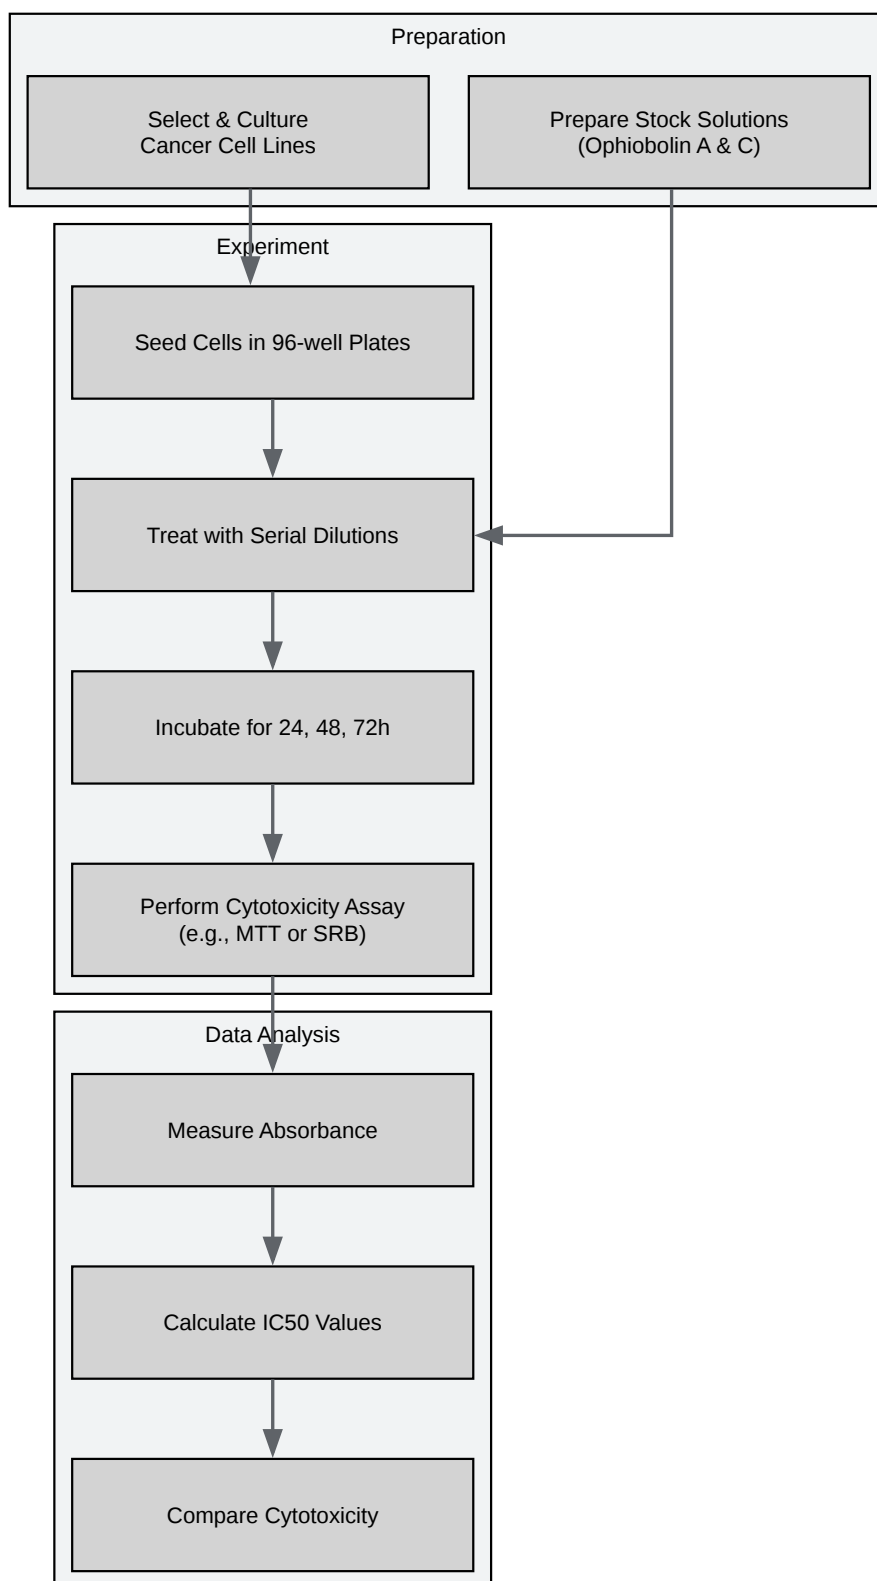 Preparation
Select & Culture
Cancer Cell Lines
Prepare Stock Solutions
(Ophiobolin A & C)
Experiment
Seed Cells in 96-well Plates
Treat with Serial Dilutions
Incubate for 24, 48, 72h
Perform Cytotoxicity Assay
(e.g., MTT or SRB)
Data Analysis
Measure Absorbance
Calculate IC50 Values
Compare Cytotoxicity